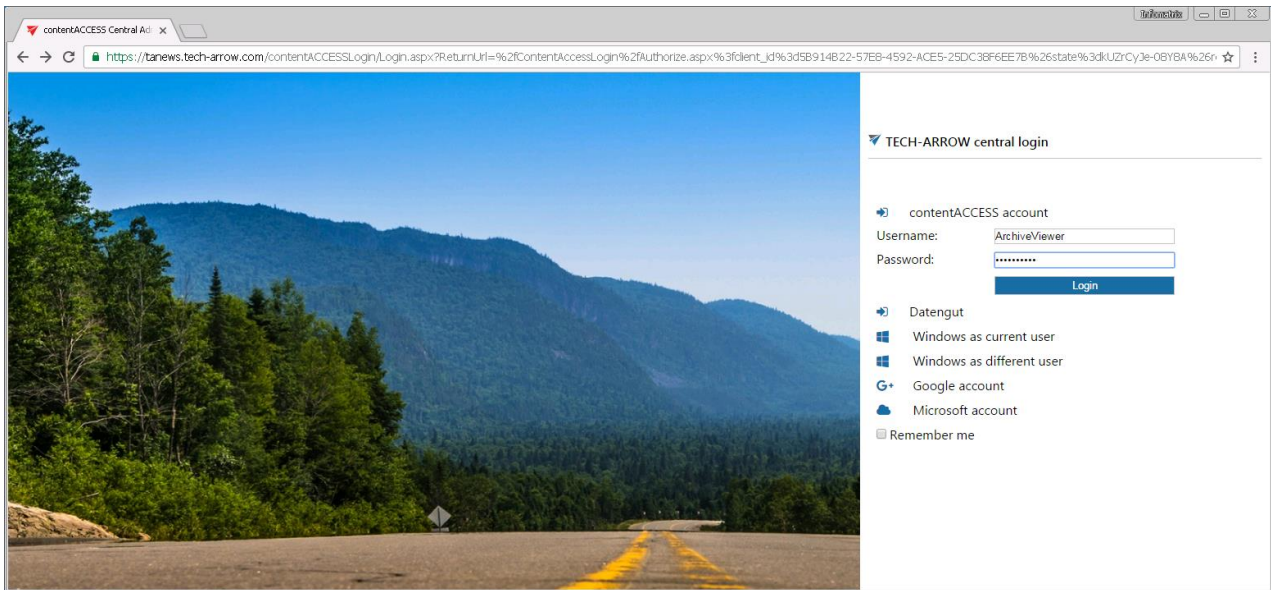 Informatrix
contentACCESS Central Ad
https://tanews.tech-arrow.com/contentACCESSLogin/Login.aspx?ReturnUrl=%2fContentAccessLogin%2fAuthorize.aspx%3fclient_id%3d5B914B22-57E8-4592-ACE5-25DC38F6EE7B%26state%3dkUZrCyJe-08Y8A%26r
TECH-ARROW central login
contentACCESS account
Username: ArchiveViewer
Password: ••••••••••
Login
Datengut
Windows as current user
Windows as different user
G+ Google account
Microsoft account
Remember me